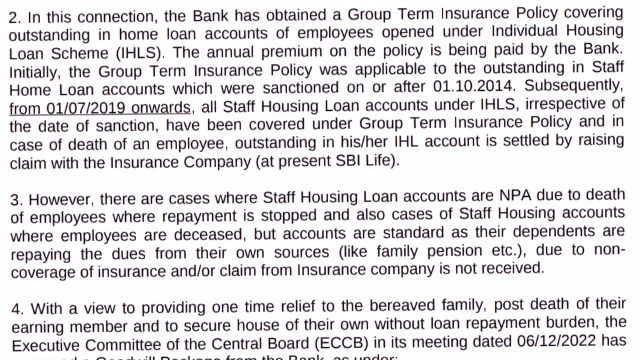 2. In this connection, the Bank has obtained a Group Term Insurance Policy covering
outstanding in home loan accounts of employees opened under Individual Housing
Loan Scheme (IHLS). The annual premium on the policy is being paid by the Bank.
Initially, the Group Term Insurance Policy was applicable to the outstanding in Staff
Home Loan accounts which were sanctioned on or after 01.10.2014. Subsequently,
from 01/07/2019 onwards, all Staff Housing Loan accounts under IHLS, irrespective of
the date of sanction, have been covered under Group Term Insurance Policy and in
case of death of an employee, outstanding in his/her IHL account is settled by raising
claim with the Insurance Company (at present SBI Life).
3. However, there are cases where Staff Housing Loan accounts are NPA due to death
of employees where repayment is stopped and also cases of Staff Housing accounts
where employees are deceased, but accounts are standard as their dependents are
repaying the dues from their own sources (like family pension etc.), due to non-
coverage of insurance and/or claim from Insurance company is not received.
4. With a view to providing one time relief to the bereaved family, post death of their
earning member and to secure house of their own without loan repayment burden, the
Executive Committee of the Central Board (ECCB) in its meeting dated 06/12/2022 has
a Goodwill Package from the Bank, as under: